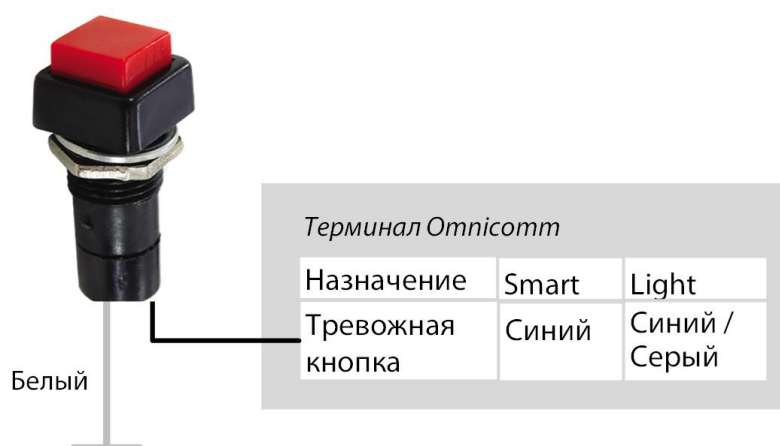 Терминал Omnicomm
Назначение Smart Light
Тревожная кнопка Синий Синий / Серый
Белый